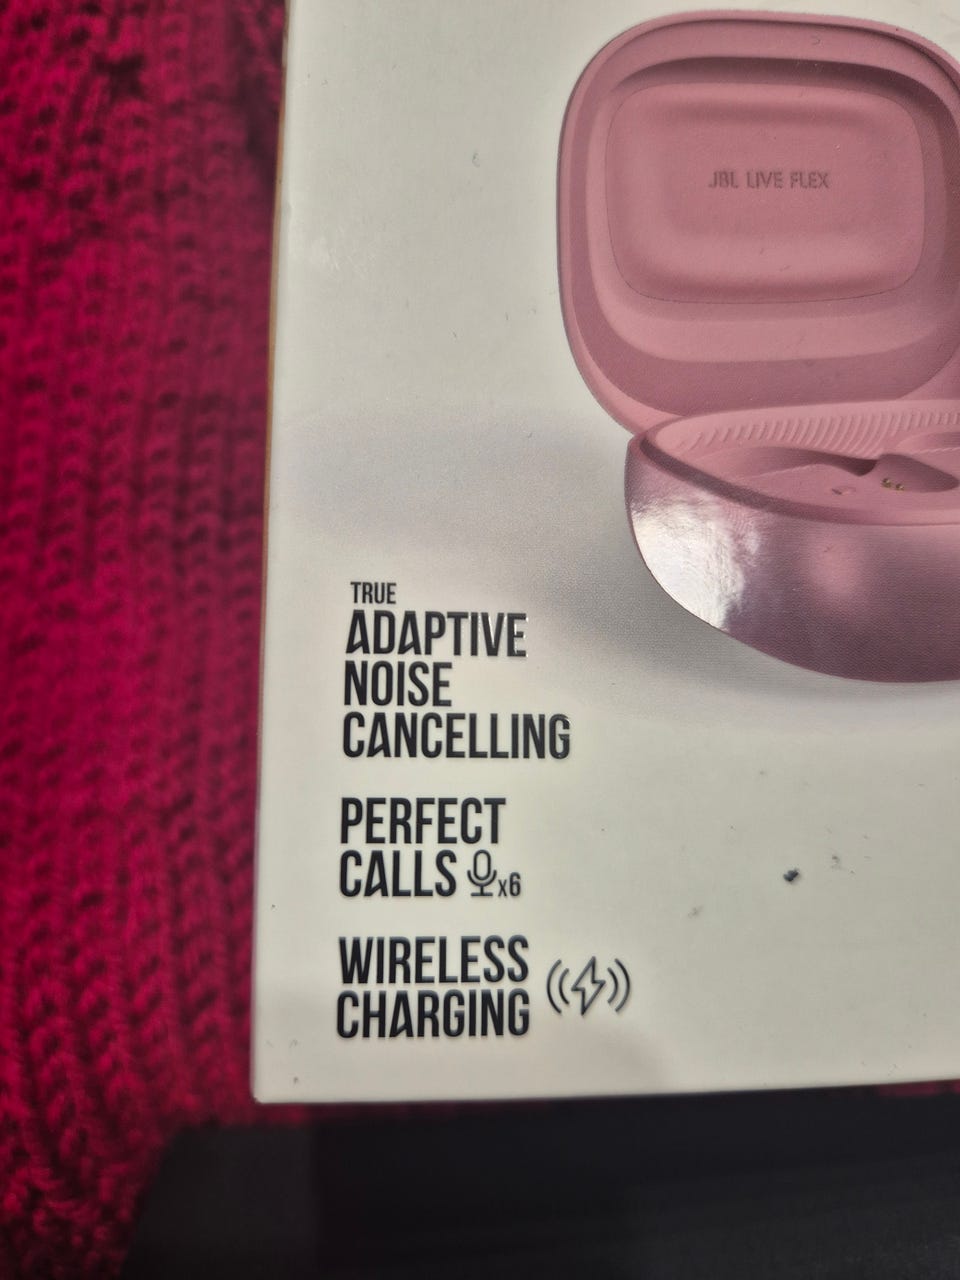 JBL LIVE FLEX
TRUE
ADAPTIVE
NOISE
CANCELLING
PERFECT
CALLS x6
WIRELESS
CHARGING